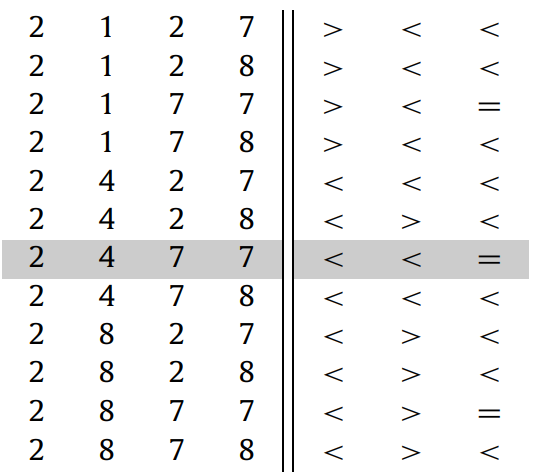 2 1 2 7 > < <
2 1 2 8 > < <
2 1 7 7 > < =
2 1 7 8 > < <
2 4 2 7 < < <
2 4 2 8 < > <
2 4 7 7 < < =
2 4 7 8 < < <
2 8 2 7 < > <
2 8 2 8 < > <
2 8 7 7 < > =
2 8 7 8 < > <